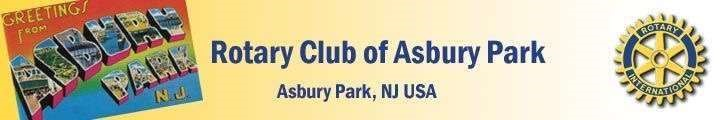 GREETINGS
FROM
ASBURY
PARK
N.J.
Rotary Club of Asbury Park
Asbury Park, NJ USA
ROTARY
INTERNATIONAL